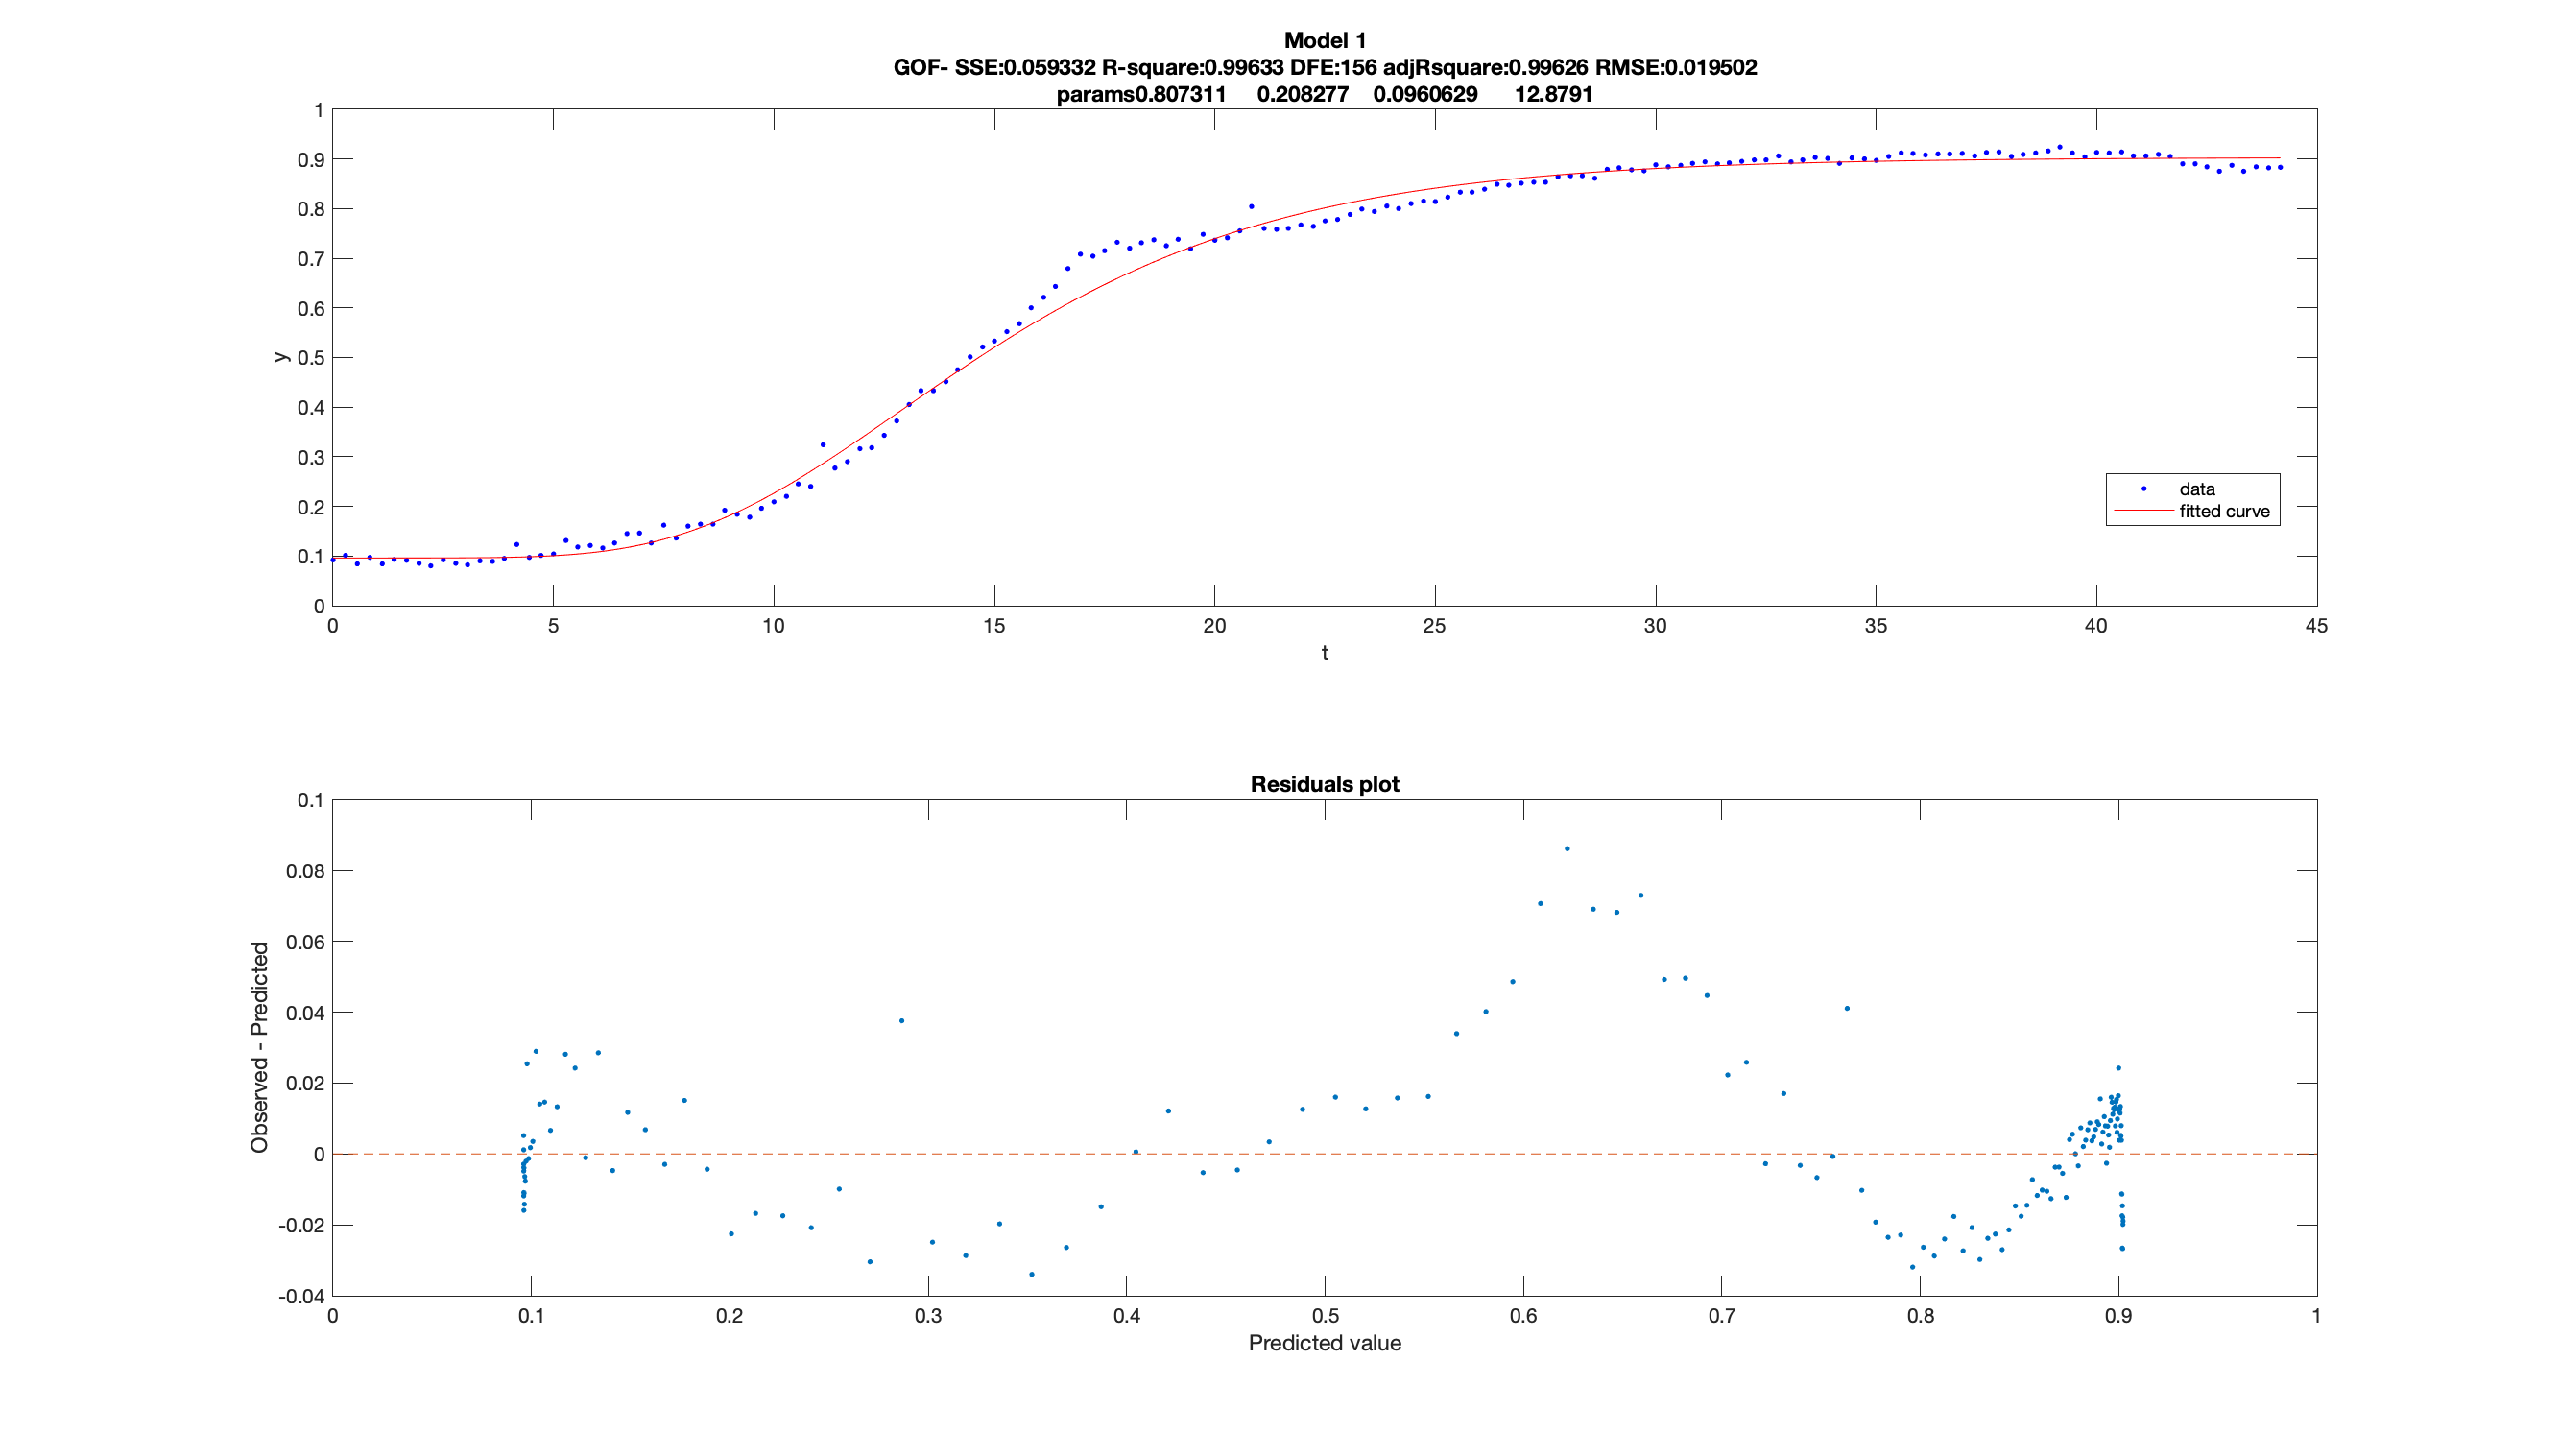 Model 1
GOF- SSE:0.059332 R-square:0.99633 DFE:156 adjRsquare:0.99626 RMSE:0.019502
params0.807311 0.208277 0.0960629 12.8791
1
0.9
0.8
0.7
0.6
0.5
0.4
0.3
0.2
0.1
0
y
0 5 10 15 20 25 30 35 40 45
t
data
fitted curve
Residuals plot
0.1
0.08
0.06
0.04
0.02
0
-0.02
-0.04
Observed - Predicted
0 0.1 0.2 0.3 0.4 0.5 0.6 0.7 0.8 0.9 1
Predicted value